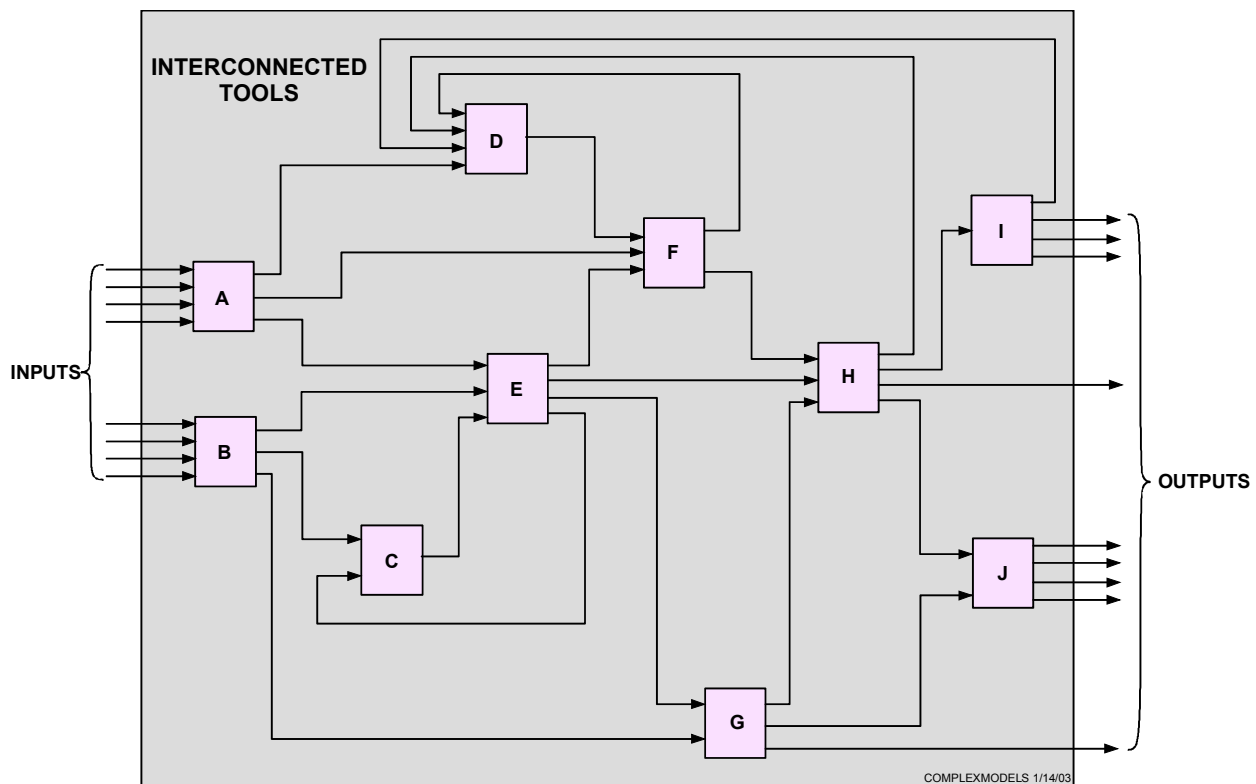 INTERCONNECTED
TOOLS
D
F
I
A
INPUTS
H
E
B
OUTPUTS
C
J
G
COMPLEXMODELS 1/14/03